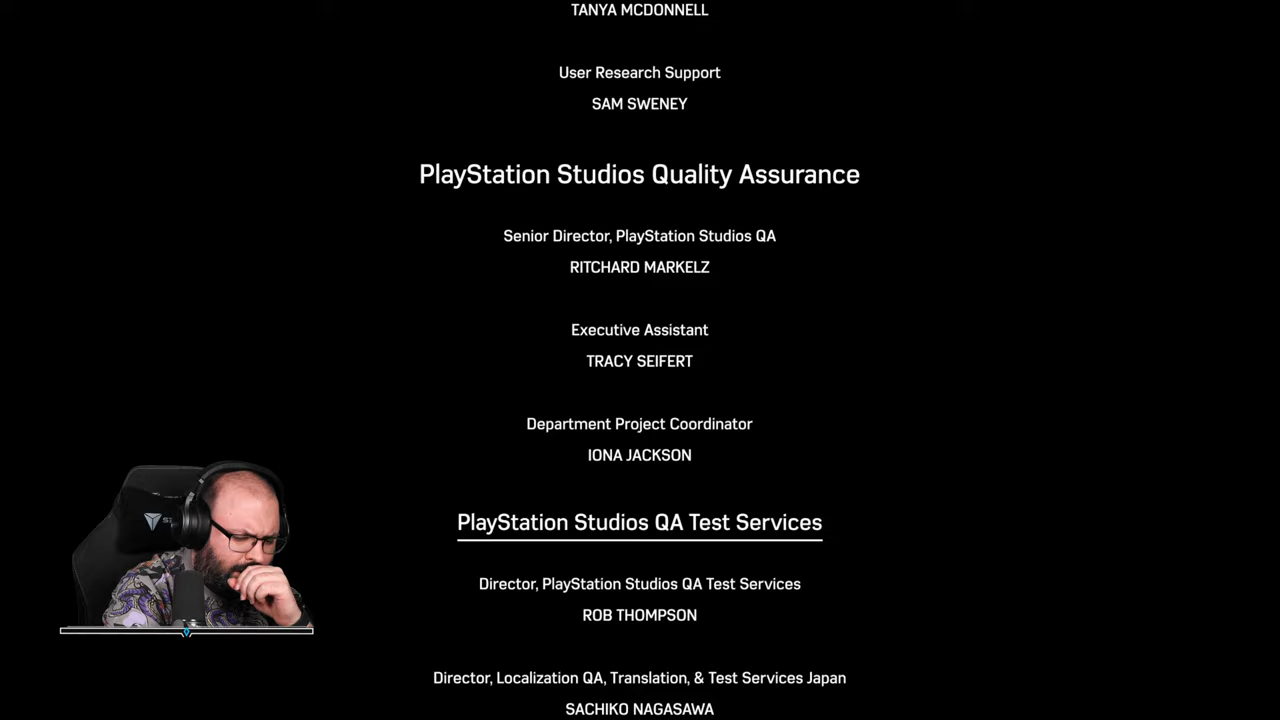 TANYA MCDONNELL
User Research Support
SAM SWENEY
PlayStation Studios Quality Assurance
Senior Director, PlayStation Studios QA
RITCHARD MARKELZ
Executive Assistant
TRACY SEIFERT
Department Project Coordinator
IONA JACKSON
PlayStation Studios QA Test Services
Director, PlayStation Studios QA Test Services
ROB THOMPSON
Director, Localization QA, Translation, & Test Services Japan
SACHIKO NAGASAWA